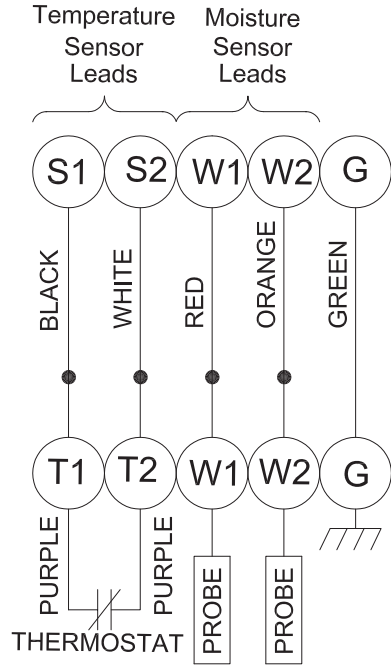 Temperature
Sensor
Leads
Moisture
Sensor
Leads
S1 S2 W1 W2 G
BLACK
WHITE
RED
ORANGE
GREEN
T1 T2 W1 W2 G
PURPLE
PURPLE
PROBE
PROBE
THERMOSTAT